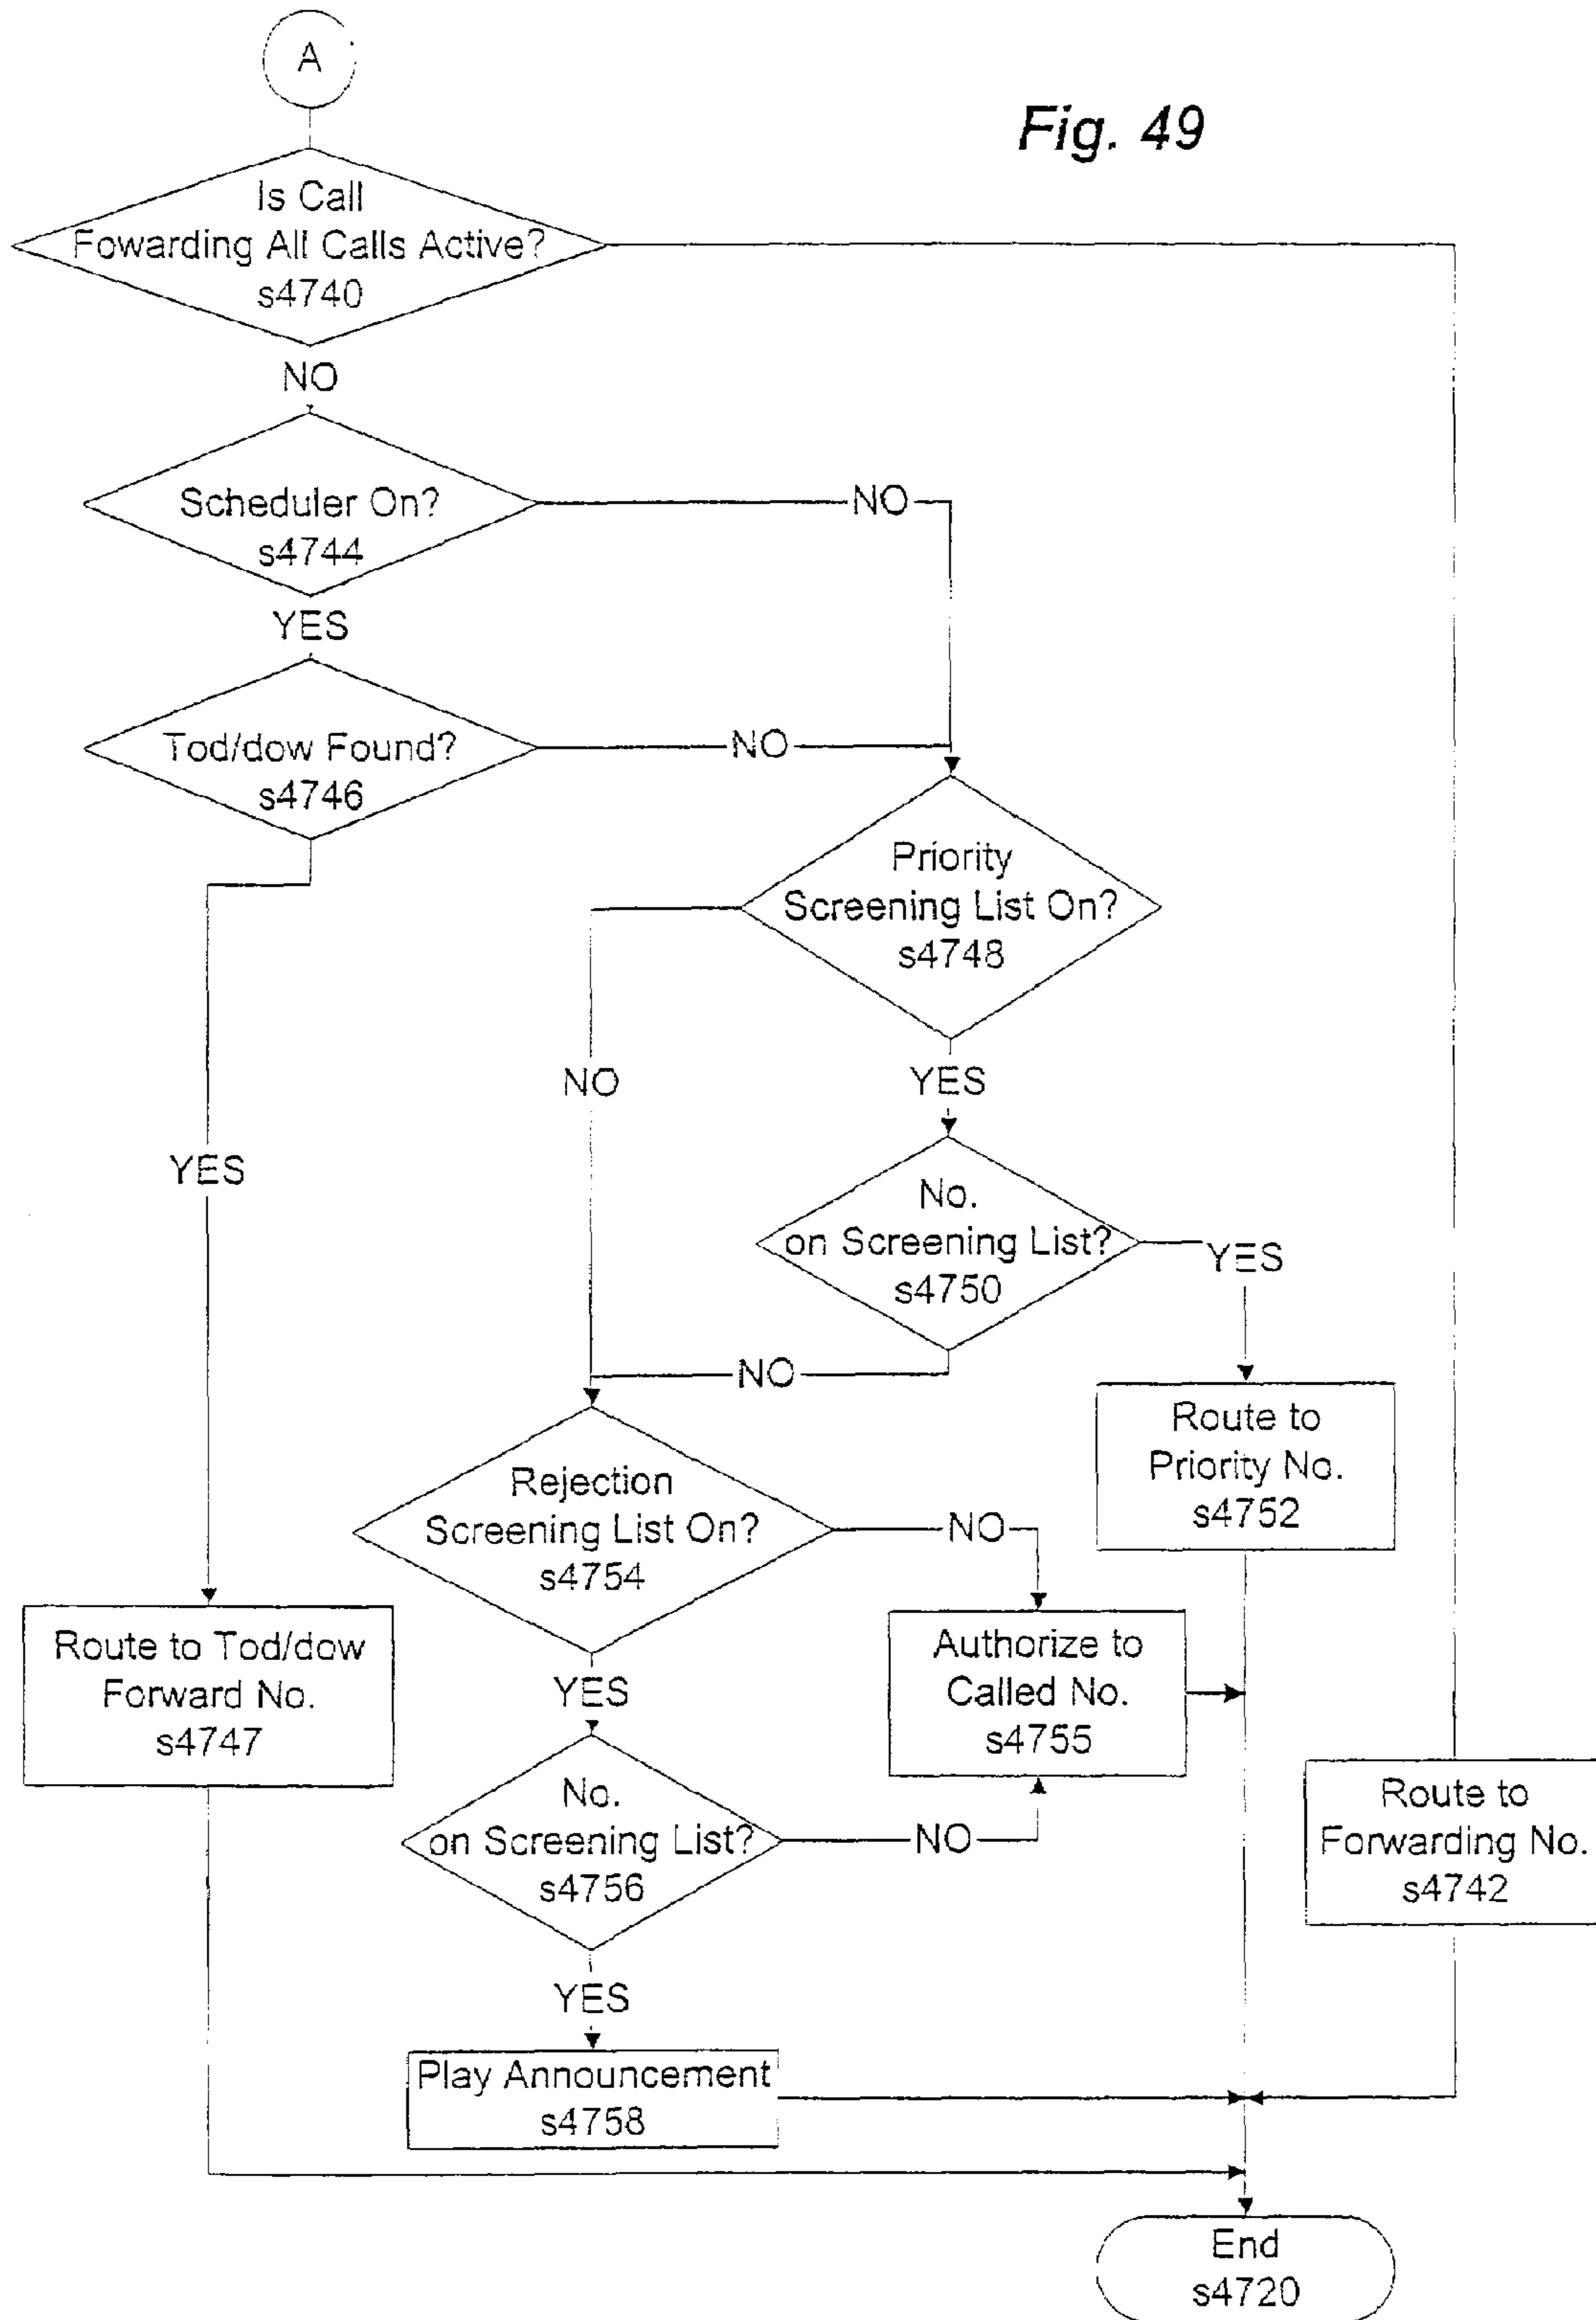 A
Fig. 49
Is Call
Fowarding All Calls Active?
s4740
NO
Scheduler On?
s4744
NO
YES
Tod/dow Found?
s4746
NO
Priority
Screening List On?
s4748
NO
YES
YES
No.
on Screening List?
s4750
YES
NO
Route to
Priority No.
s4752
Rejection
Screening List On?
s4754
NO
Route to Tod/dow
Forward No.
s4747
YES
Authorize to
Called No.
s4755
No.
on Screening List?
s4756
NO
Route to
Forwarding No.
s4742
YES
Play Announcement
s4758
End
s4720